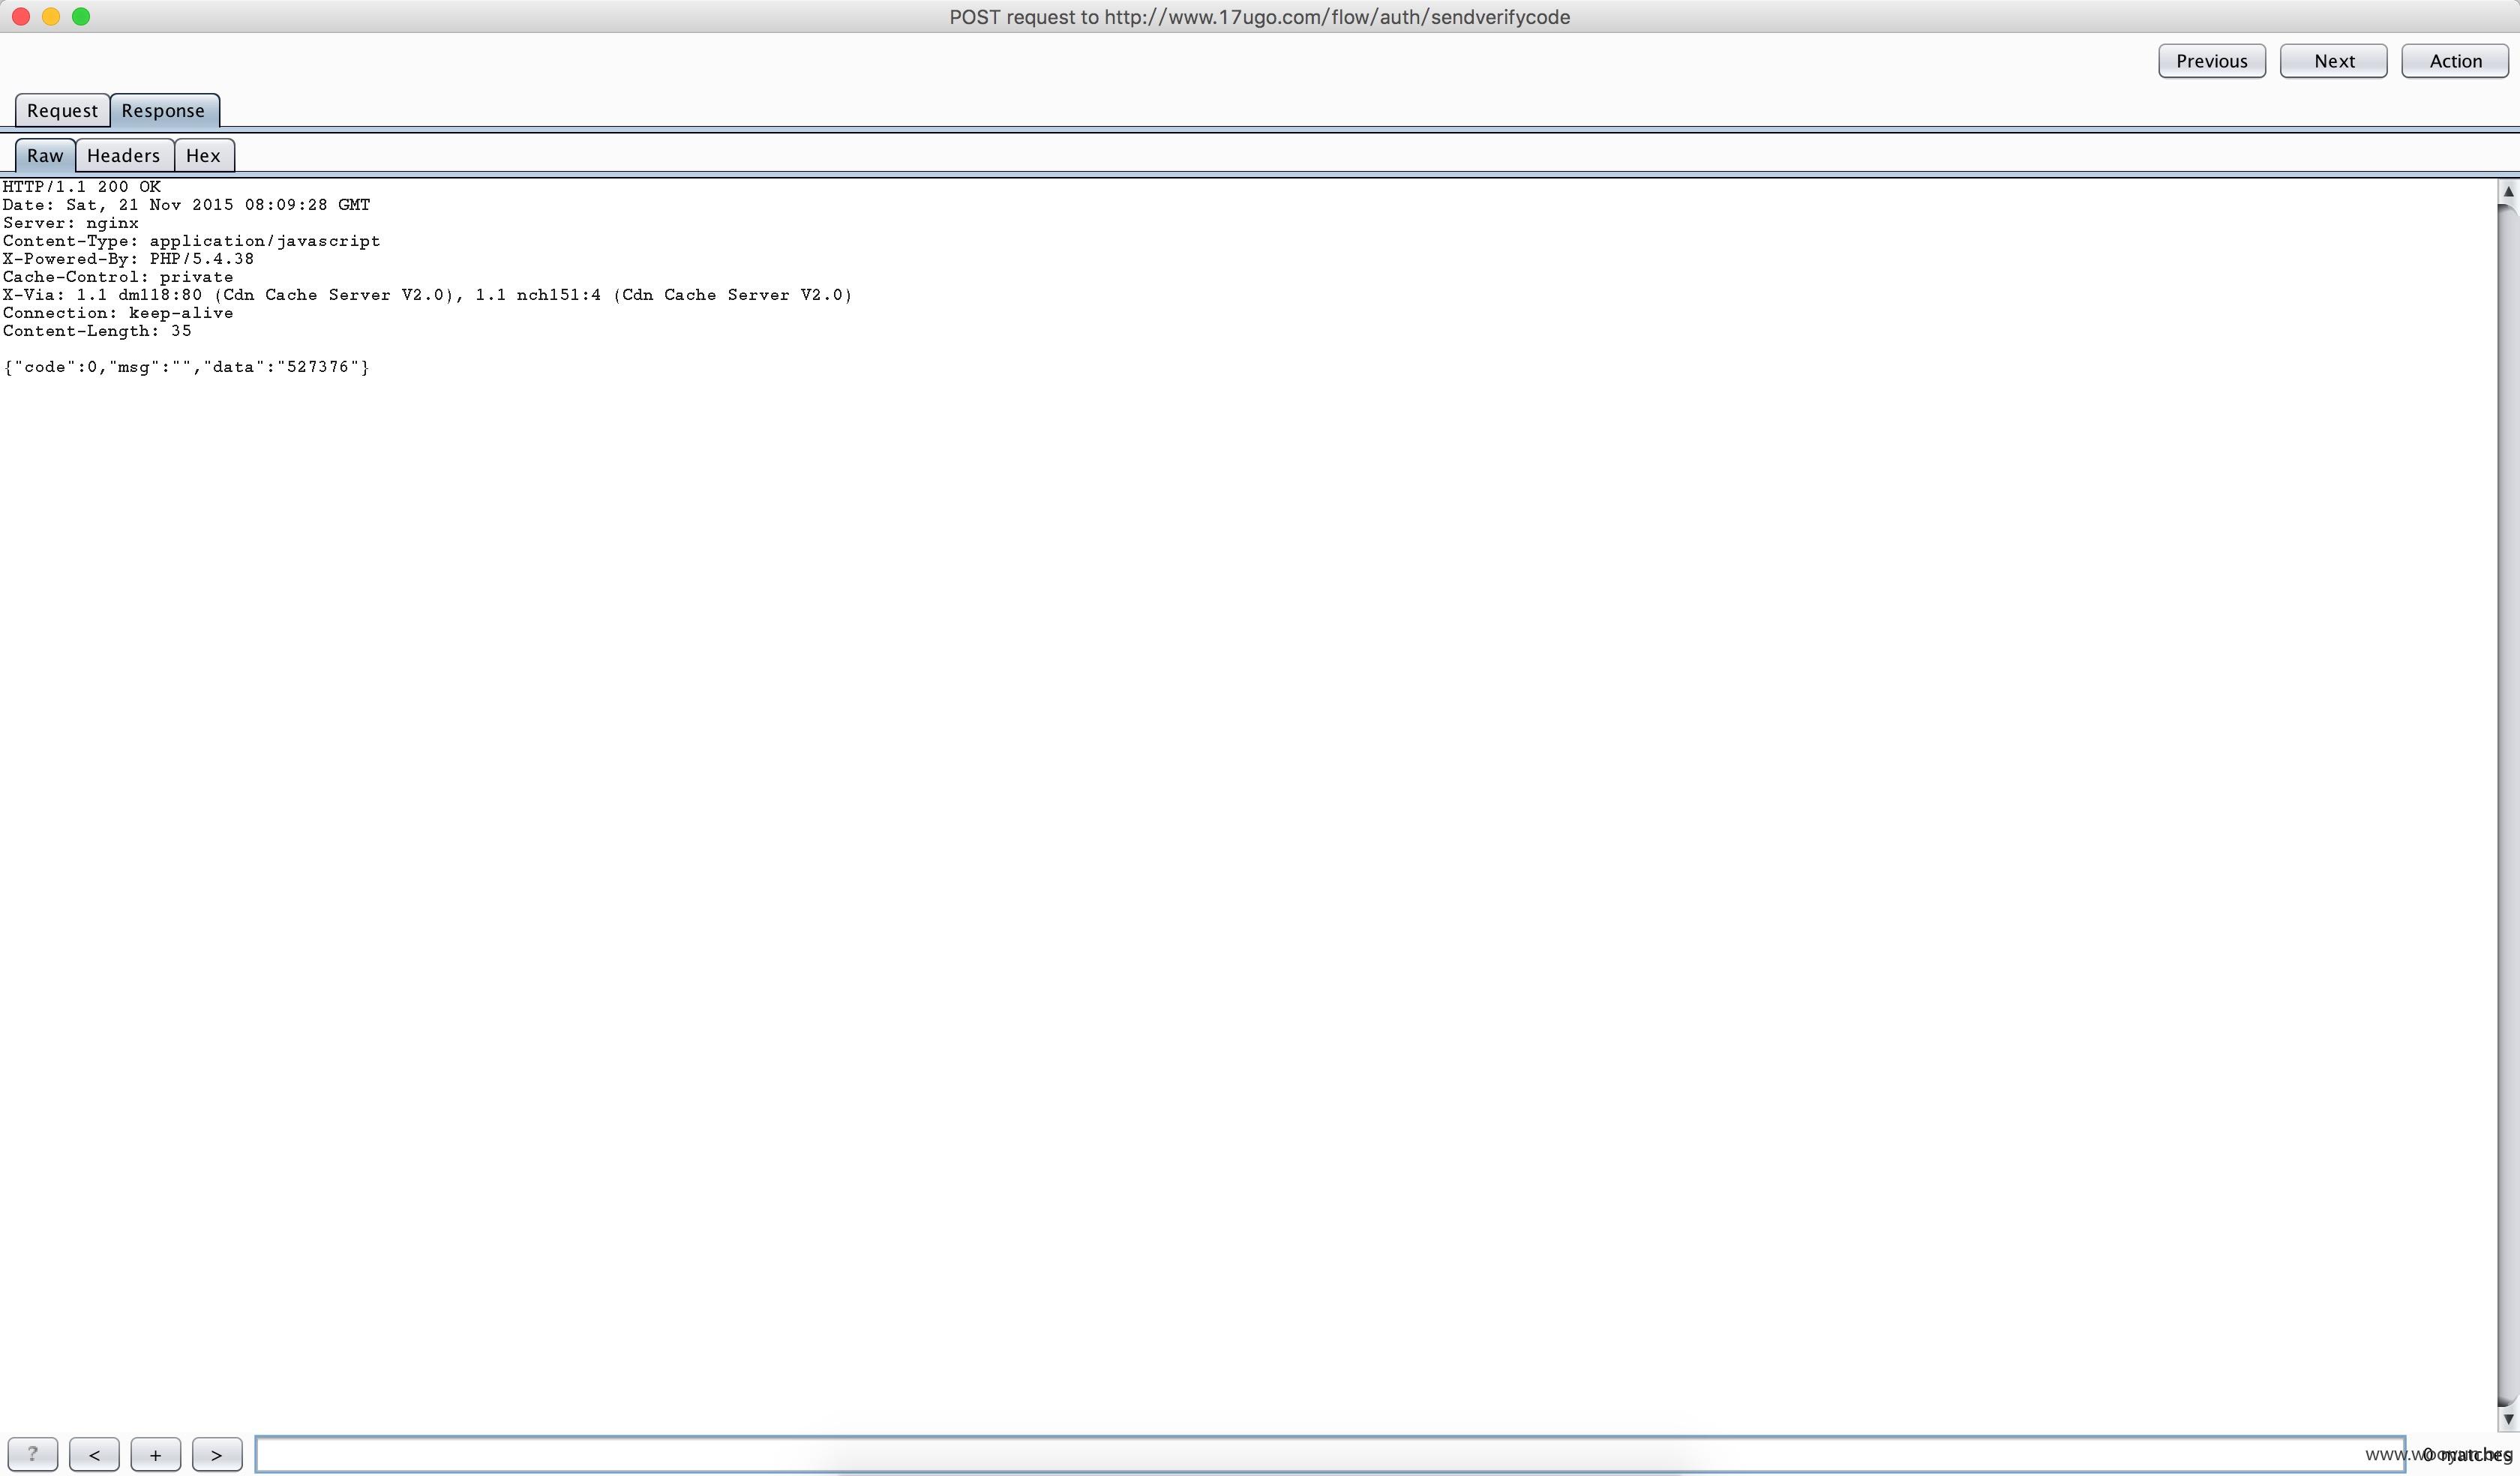 POST request to http://www.17ugo.com/flow/auth/sendverifycode
Previous Next Action
Request Response
Raw Headers Hex
HTTP/1.1 200 OK
Date: Sat, 21 Nov 2015 08:09:28 GMT
Server: nginx
Content-Type: application/javascript
X-Powered-By: PHP/5.4.38
Cache-Control: private
X-Via: 1.1 dm118:80 (Cdn Cache Server V2.0), 1.1 nch151:4 (Cdn Cache Server V2.0)
Connection: keep-alive
Content-Length: 35
{"code":0,"msg":"","data":"527376"}
? < + >
0 matches
www.wooyun.org